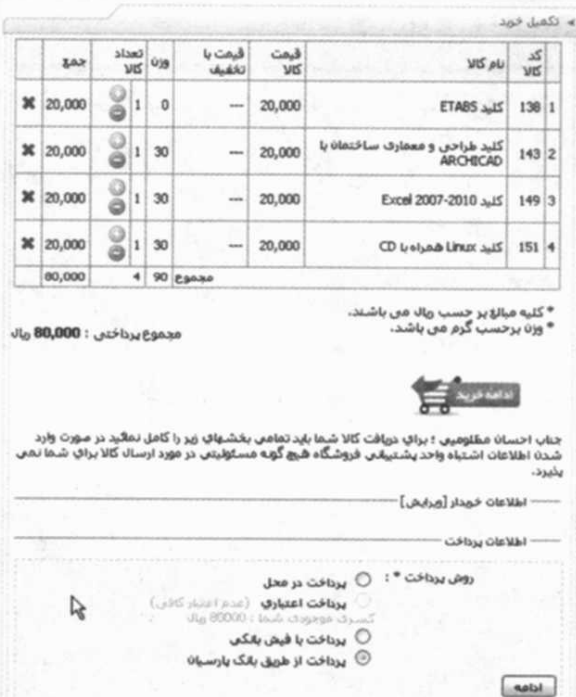 تکمیل خرید
کد کالا نام کالا قیمت کالا قیمت با تخفیف وزن تعداد کالا جمع
1 138 کلید ETABS 20,000 --- 0 1 20,000
2 143 کلید طراحی و معماری ساختمان با ARCHICAD 20,000 --- 30 1 20,000
3 149 کلید Excel 2007-2010 20,000 --- 30 1 20,000
4 151 کلید Linux همراه با CD 20,000 --- 30 1 20,000
مجموع 90 4 80,000
* کلیه مبالغ بر حسب ریال می باشند.
* وزن برحسب گرم می باشد.
مجموع پرداختی : 80,000 ریال
ادامه خرید
جناب احسان مظلومیی ؛ برای دریافت کالا شما باید تمامی بخشهای زیر را کامل نمائید در صورت وارد
شدن اطلاعات اشتباه واحد پشتیبانی فروشگاه هیچ گونه مسئولیتی در مورد ارسال کالا برای شما نمی
پذیرد.
اطلاعات خریدار [ویرایش]
اطلاعات پرداخت
روش پرداخت * : پرداخت در محل
پرداخت اعتباری (عدم اعتبار کافی)
کسری موجودی شما : 80000 ریال
پرداخت با فیش بانکی
پرداخت از طریق بانک پارسیان
ادامه